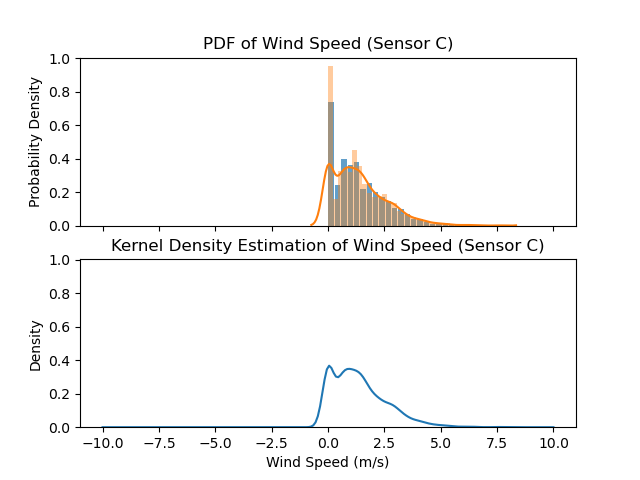 PDF of Wind Speed (Sensor C)
1.0
0.8
0.6
0.4
0.2
0.0
Probability Density
Kernel Density Estimation of Wind Speed (Sensor C)
1.0
0.8
0.6
0.4
0.2
0.0
Density
−10.0 −7.5 −5.0 −2.5 0.0 2.5 5.0 7.5 10.0
Wind Speed (m/s)